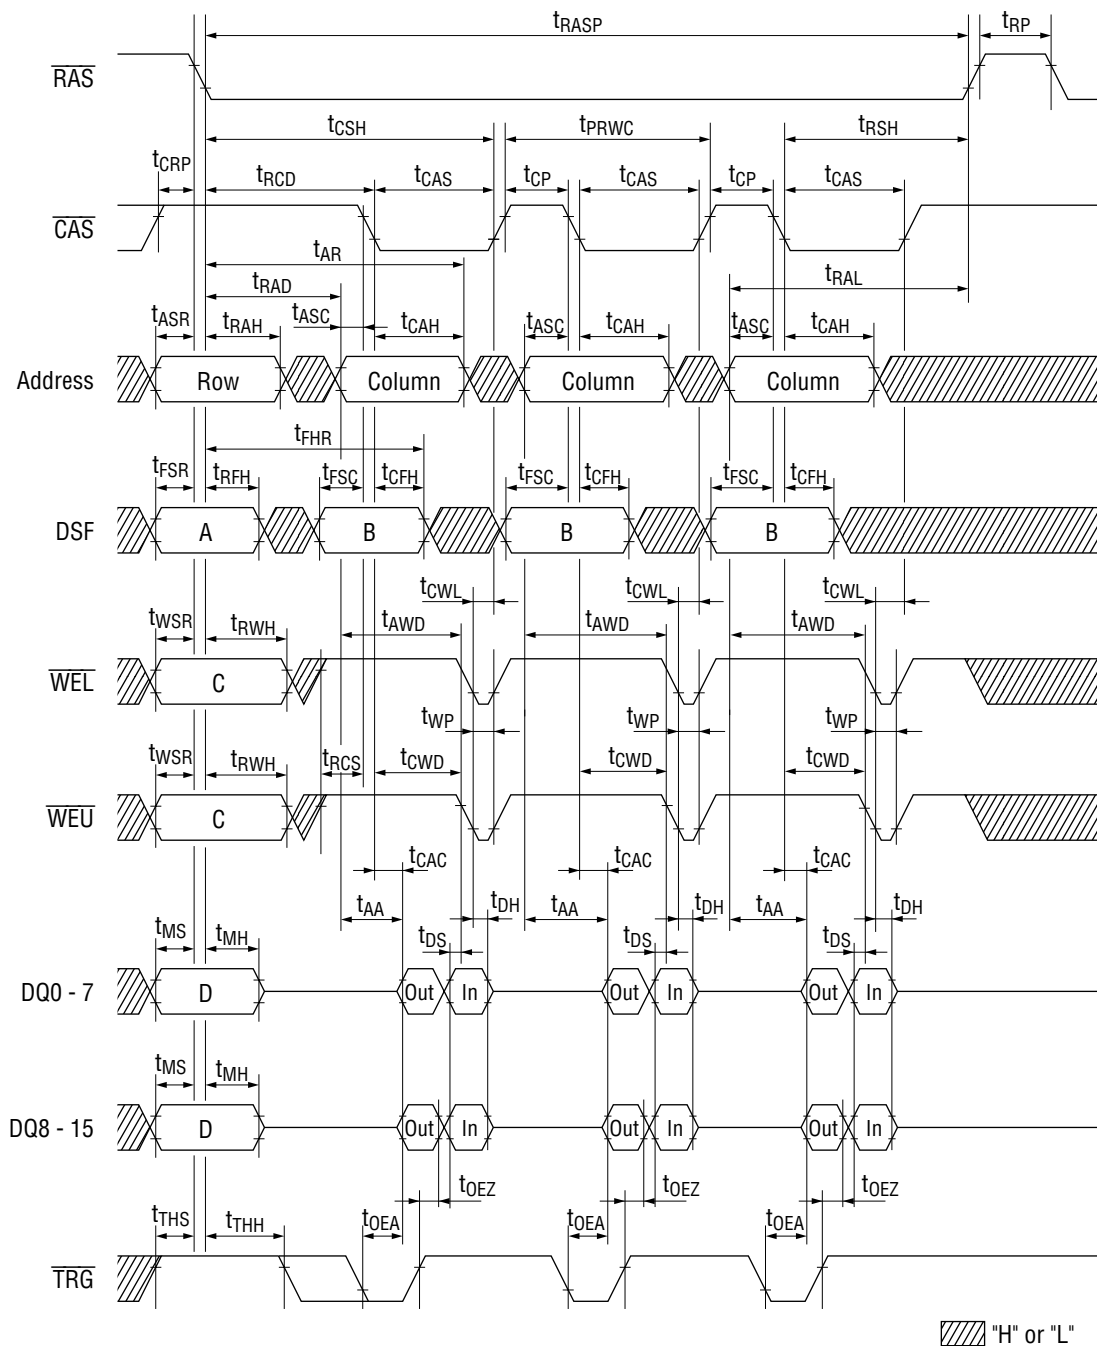 tRASP tRP
RAS
tCSH tPRWC tRSH
tCRP tRCD tCAS tCP tCAS tCP tCAS
CAS
tAR
tRAD tRAL
tASR tRAH tASC tCAH tASC tCAH tASC tCAH
Address Row Column Column Column
tFHR
tFSR tRFH tFSC tCFH tFSC tCFH tFSC tCFH
DSF A B B B
tCWL tCWL tCWL
tWSR tRWH tAWD tAWD tAWD
WEL C
tWP tWP tWP
tWSR tRWH tRCS tCWD tCWD tCWD
WEU C
tCAC tCAC tCAC
tAA tDH tAA tDH tAA tDH
tMS tMH tDS tDS tDS
DQ0 - 7 D Out In Out In Out In
tMS tMH
DQ8 - 15 D Out In Out In Out In
tOEZ tOEZ tOEZ
tTHS tTHH tOEA tOEA tOEA
TRG
"H" or "L"